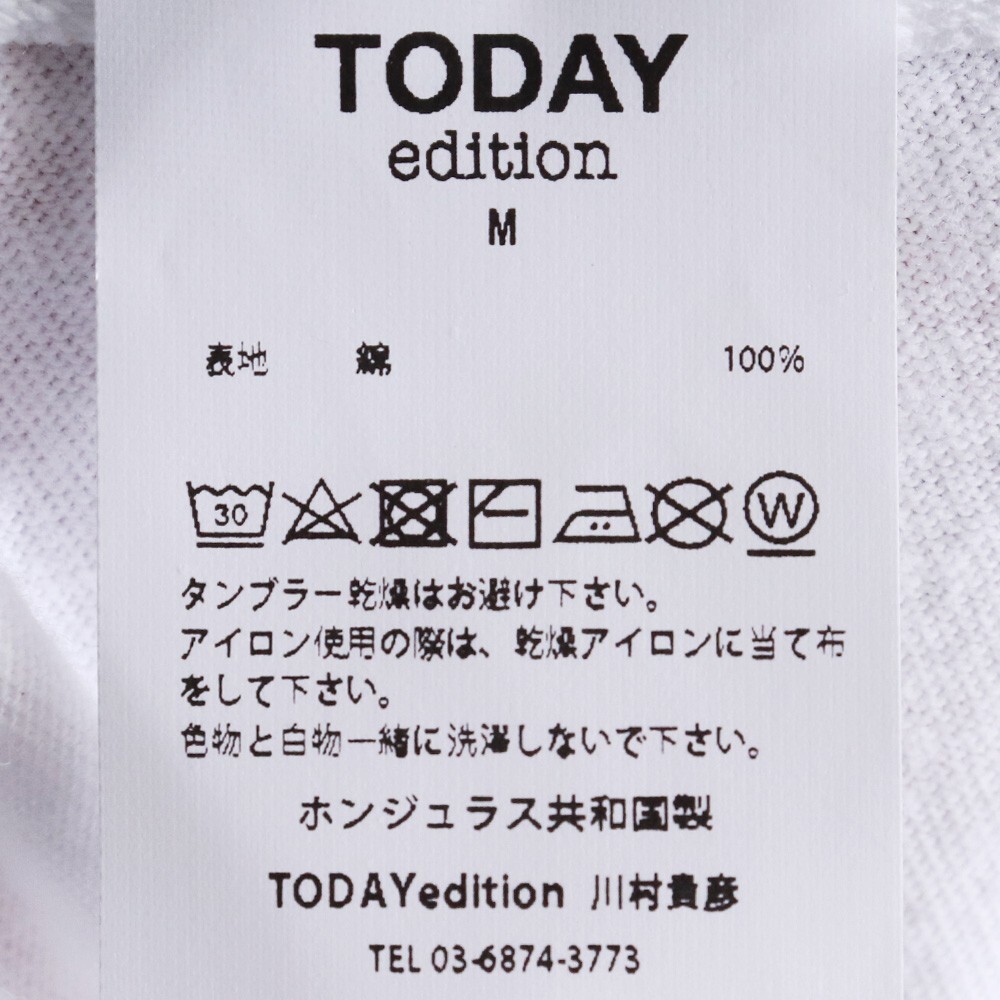 TODAY
edition
M
表地 綿 100%
30 W
タンブラー乾燥はお避け下さい。
アイロン使用の際は、乾燥アイロンに当て布
をして下さい。
色物と白物一緒に洗濯しないで下さい。
ホンジュラス共和国製
TODAYedition 川村貴彦
TEL 03-6874-3773